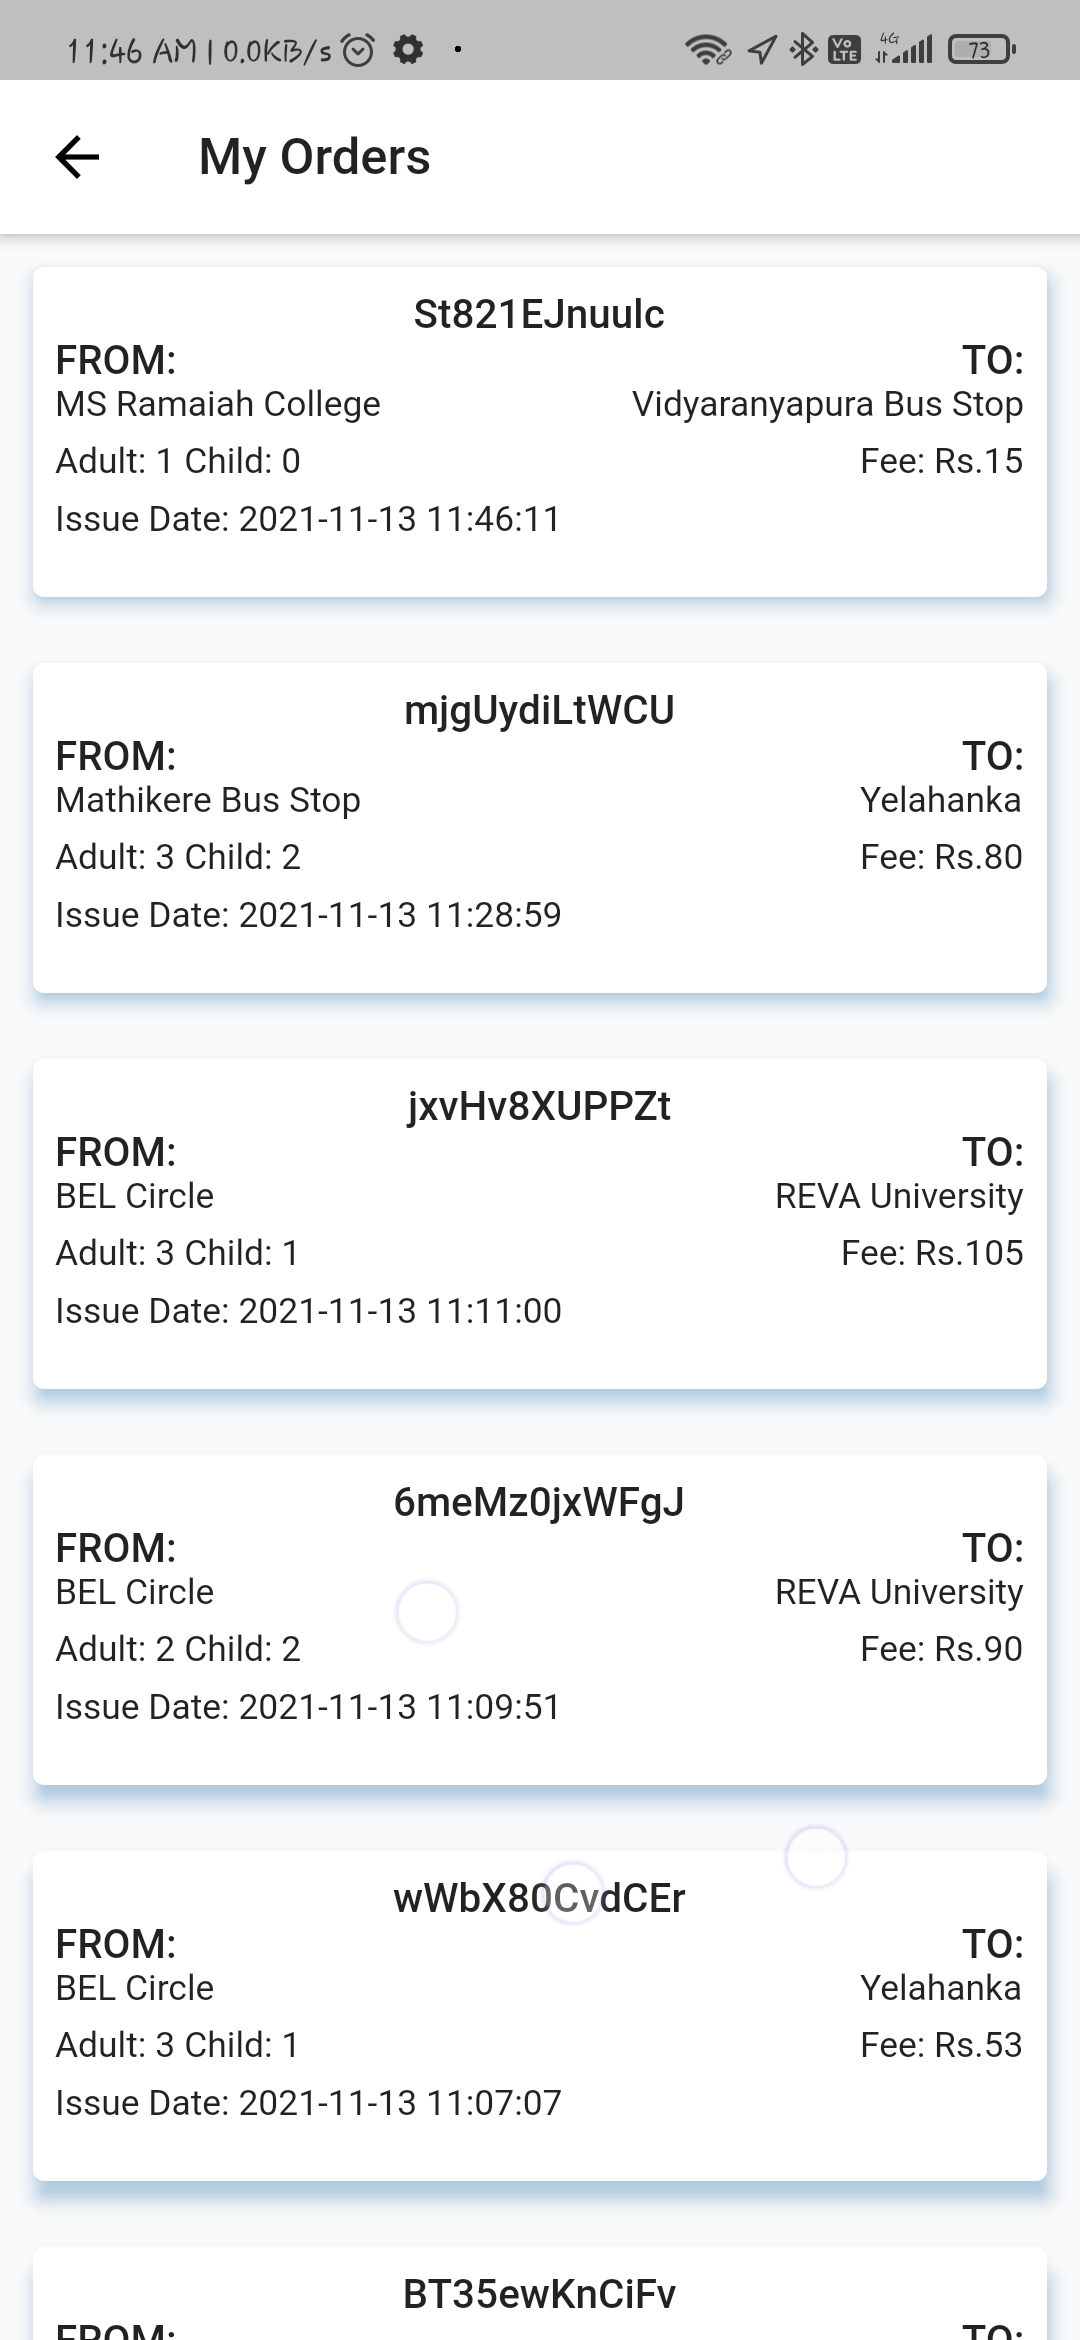 11:46 AM | 0.0KB/s
Vo LTE 4G 73
My Orders
St821EJnuulc
FROM: TO:
MS Ramaiah College Vidyaranyapura Bus Stop
Adult: 1 Child: 0 Fee: Rs.15
Issue Date: 2021-11-13 11:46:11
mjgUydiLtWCU
FROM: TO:
Mathikere Bus Stop Yelahanka
Adult: 3 Child: 2 Fee: Rs.80
Issue Date: 2021-11-13 11:28:59
jxvHv8XUPPZt
FROM: TO:
BEL Circle REVA University
Adult: 3 Child: 1 Fee: Rs.105
Issue Date: 2021-11-13 11:11:00
6meMz0jxWFgJ
FROM: TO:
BEL Circle REVA University
Adult: 2 Child: 2 Fee: Rs.90
Issue Date: 2021-11-13 11:09:51
wWbX80CvdCEr
FROM: TO:
BEL Circle Yelahanka
Adult: 3 Child: 1 Fee: Rs.53
Issue Date: 2021-11-13 11:07:07
BT35ewKnCiFv
FROM: TO: